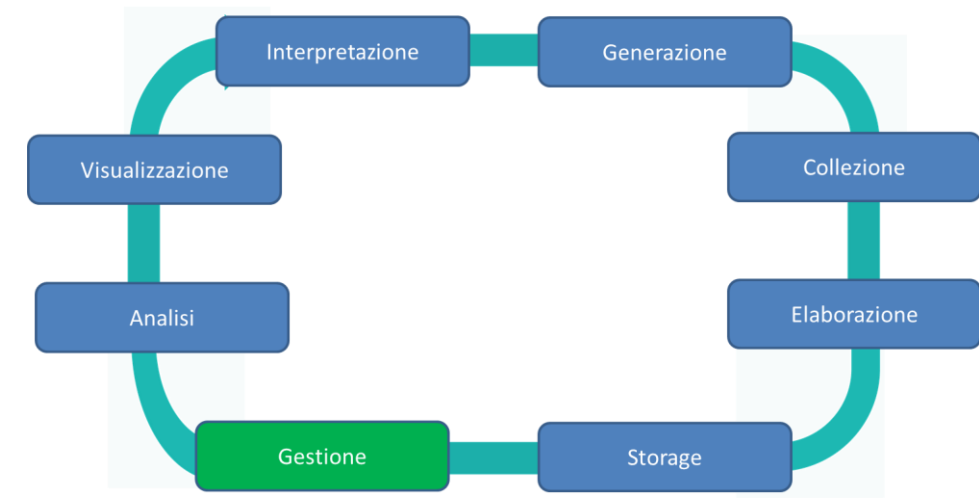 Interpretazione
Generazione
Visualizzazione
Collezione
Analisi
Elaborazione
Gestione
Storage